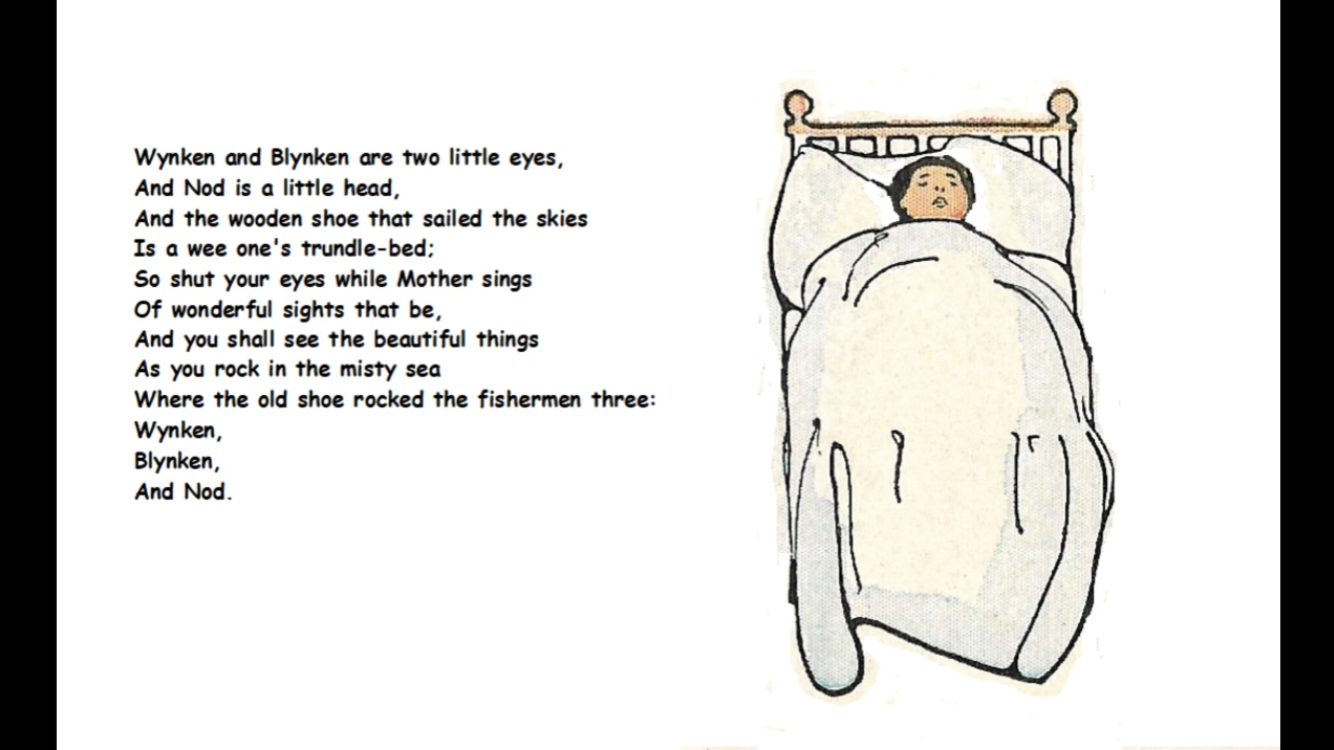 Wynken and Blynken are two little eyes,
And Nod is a little head,
And the wooden shoe that sailed the skies
Is a wee one's trundle-bed;
So shut your eyes while Mother sings
Of wonderful sights that be,
And you shall see the beautiful things
As you rock in the misty sea
Where the old shoe rocked the fishermen three:
Wynken,
Blynken,
And Nod.